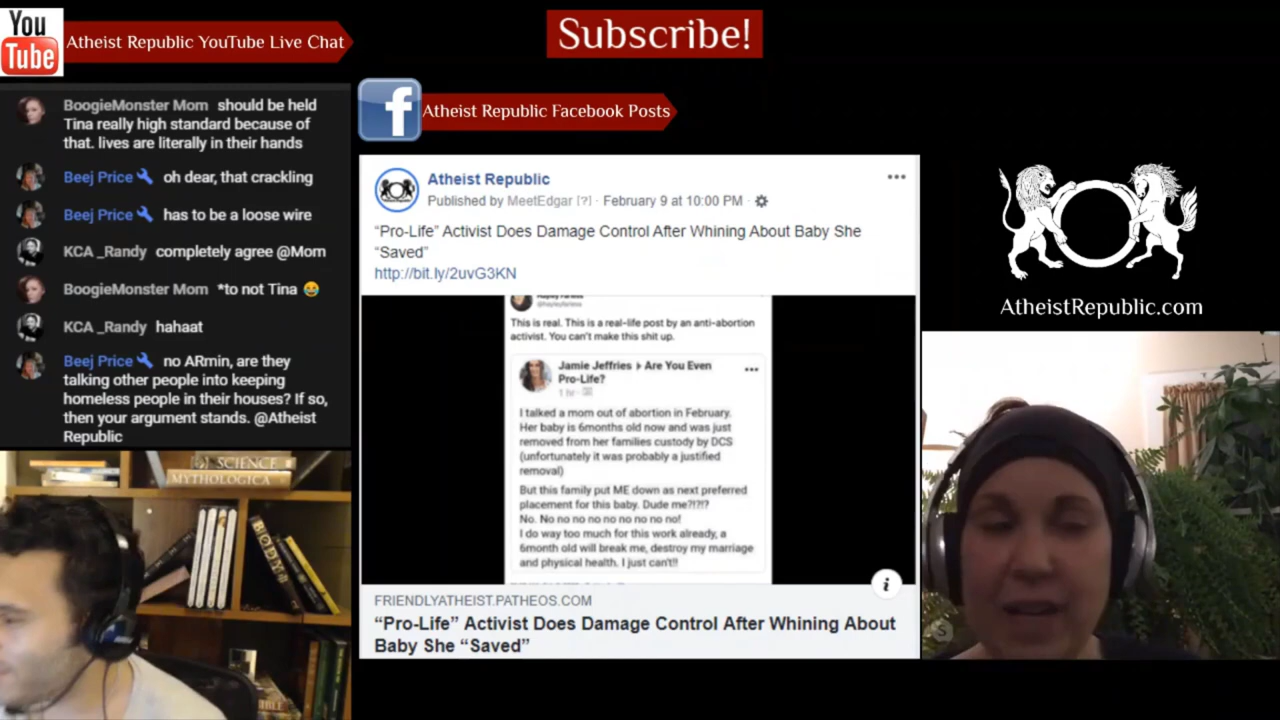 You
Tube
Atheist Republic YouTube Live Chat
Subscribe!
BoogieMonster Mom should be held
Tina really high standard because of
that. lives are literally in their hands
Beej Price oh dear, that crackling
Beej Price has to be a loose wire
KCA _Randy completely agree @Mom
BoogieMonster Mom *to not Tina 😂
KCA _Randy hahaat
Beej Price no ARmin, are they
talking other people into keeping
homeless people in their houses? If so,
then your argument stands. @Atheist
Republic
f
Atheist Republic Facebook Posts
Atheist Republic
Published by MeetEdgar [?] · February 9 at 10:00 PM ·
“Pro-Life” Activist Does Damage Control After Whining About Baby She
“Saved”
http://bit.ly/2uvG3KN
This is real. This is a real-life post by an anti-abortion
activist. You can't make this shit up.
Jamie Jeffries ▸ Are You Even
Pro-Life?
1 hr ·
I talked a mom out of abortion in February.
Her baby is 6months old now and was just
removed from her families custody by DCS
(unfortunately it was probably a justified
removal)
But this family put ME down as next preferred
placement for this baby. Dude me?!?!?
No. No no no no no no no no!
I do way too much for this work already, a
6month old will break me, destroy my marriage
and physical health. I just can't!!
i
FRIENDLYATHEIST.PATHEOS.COM
“Pro-Life” Activist Does Damage Control After Whining About
Baby She “Saved”
AtheistRepublic.com
SCIENCE
MYTHOLOGICA
BODY
S